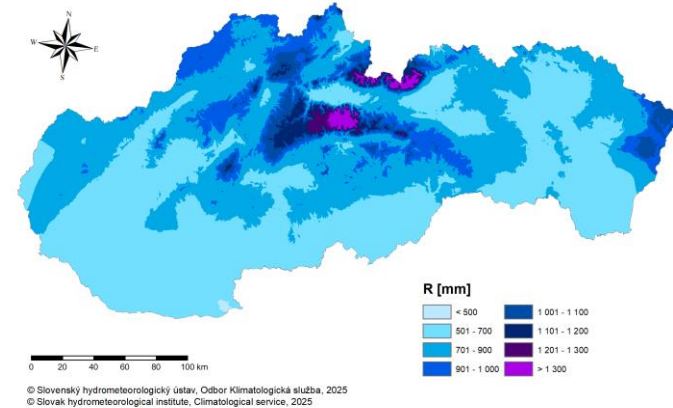 N
W
E
S
R [mm]
< 500
501 - 700
701 - 900
901 - 1 000
1 001 - 1 100
1 101 - 1 200
1 201 - 1 300
> 1 300
0 20 40 60 80 100 km
© Slovenský hydrometeorologický ústav, Odbor Klimatologická služba, 2025
© Slovak hydrometeorological institute, Climatological service, 2025